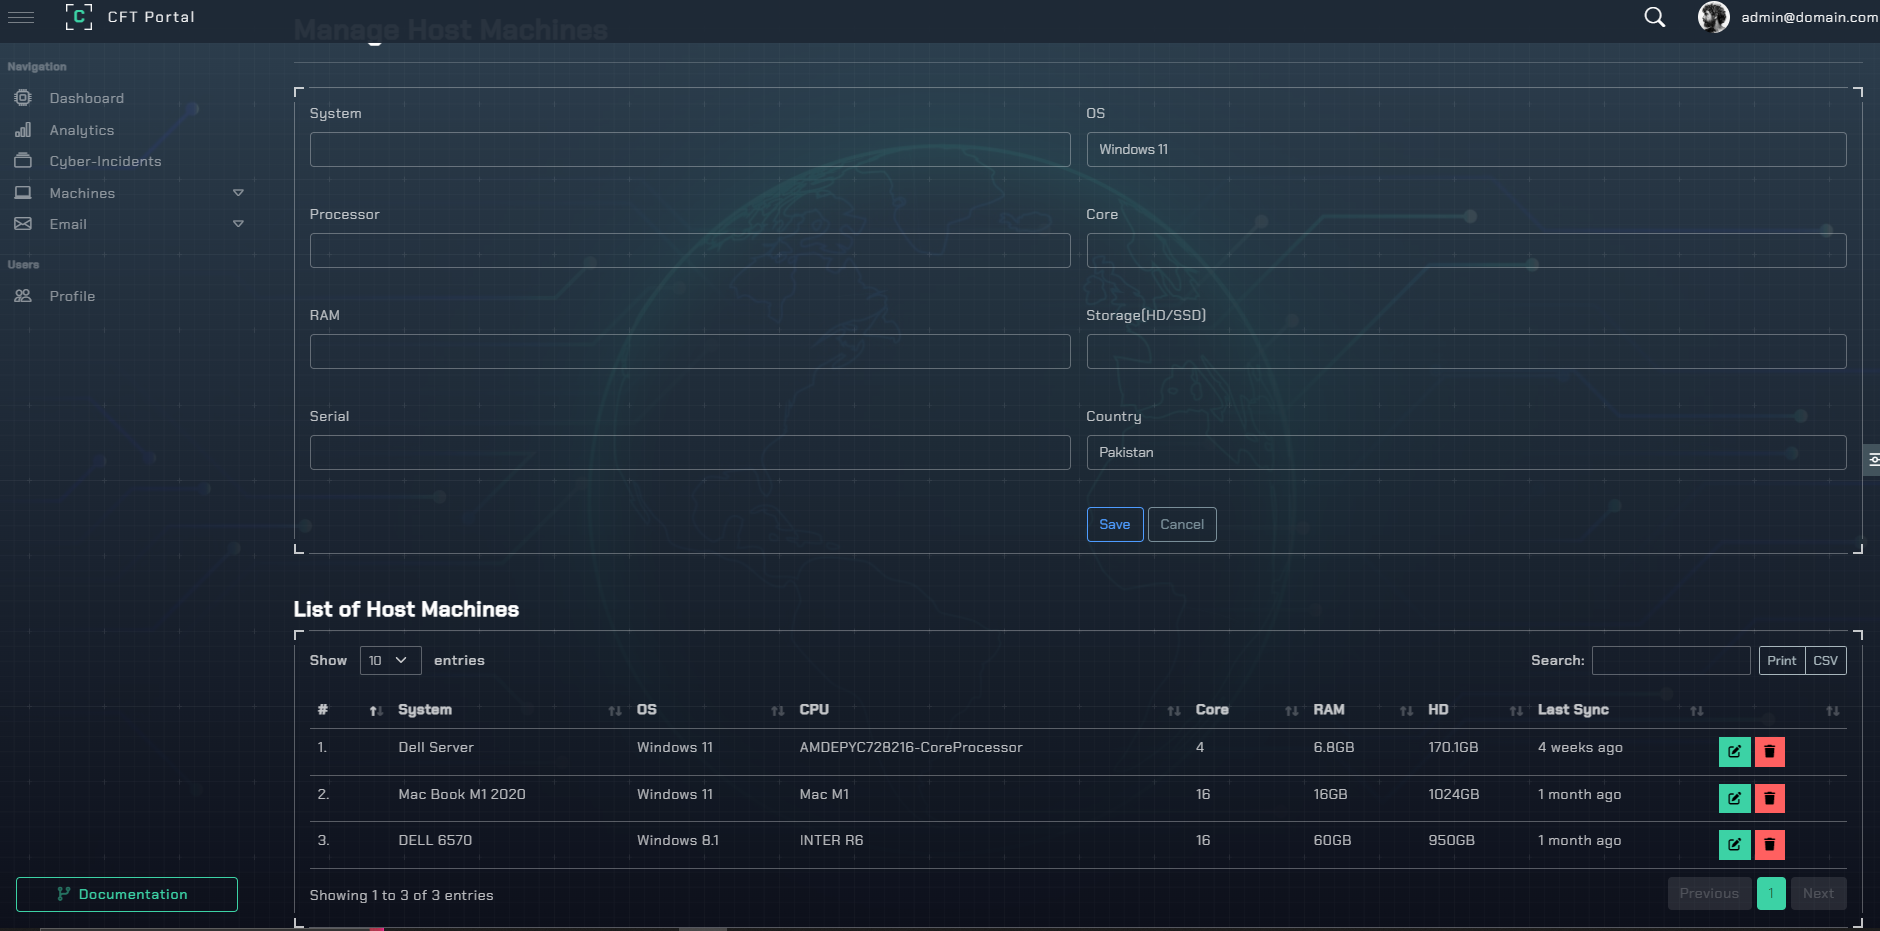 C CFT Portal
admin@domain.com
Manage Host Machines
Navigation
Dashboard
Analytics
Cyber-Incidents
Machines
Email
Users
Profile
Documentation
System
OS
Windows 11
Processor
Core
RAM
Storage(HD/SSD)
Serial
Country
Pakistan
Save Cancel
List of Host Machines
Show 10 entries
Search: Print CSV
# System OS CPU Core RAM HD Last Sync
1. Dell Server Windows 11 AMDEPYC728216-CoreProcessor 4 6.8GB 170.1GB 4 weeks ago
2. Mac Book M1 2020 Windows 11 Mac M1 16 16GB 1024GB 1 month ago
3. DELL 6570 Windows 8.1 INTER R6 16 60GB 950GB 1 month ago
Showing 1 to 3 of 3 entries
Previous 1 Next